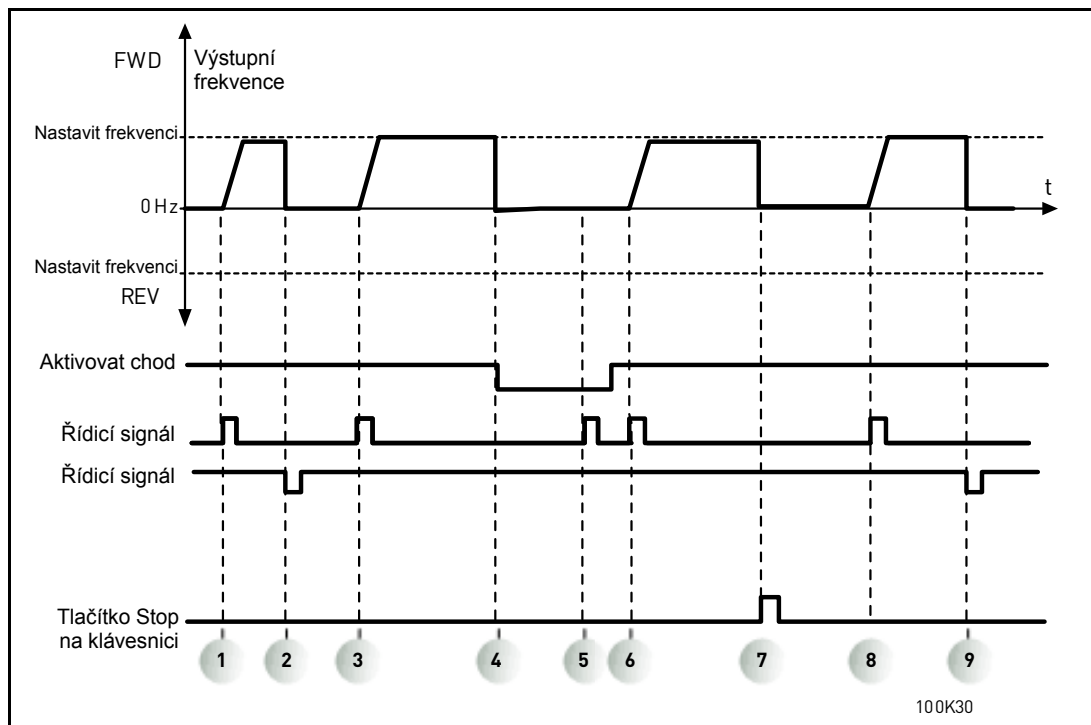 FWD
Výstupní
frekvence
Nastavit frekvenci
0 Hz
t
Nastavit frekvenci
REV
Aktivovat chod
Řídicí signál
Řídicí signál
Tlačítko Stop
na klávesnici
1 2 3 4 5 6 7 8 9
100K30